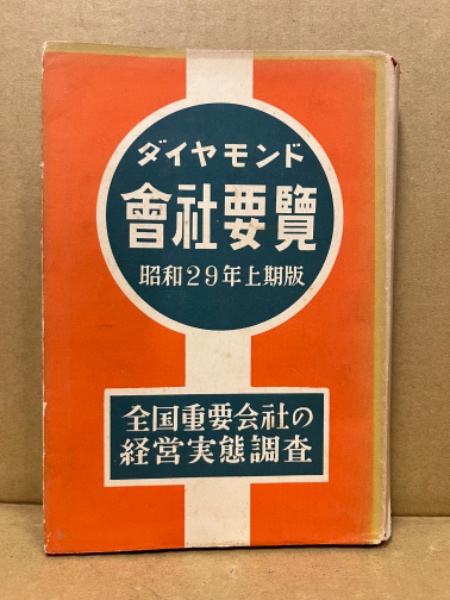 ダイヤモンド
會社要覽
昭和29年上期版
全国重要会社の
経営実態調査